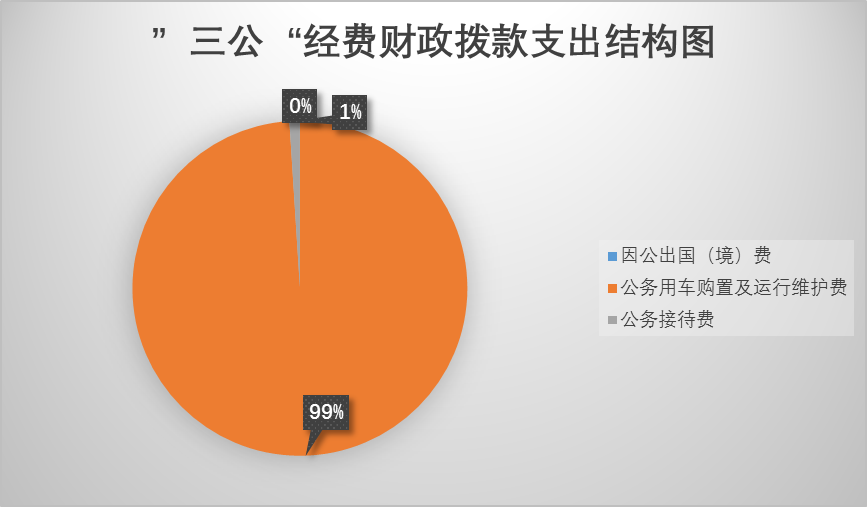 ”三公“经费财政拨款支出结构图
0%
1%
因公出国（境）费
公务用车购置及运行维护费
公务接待费
99%